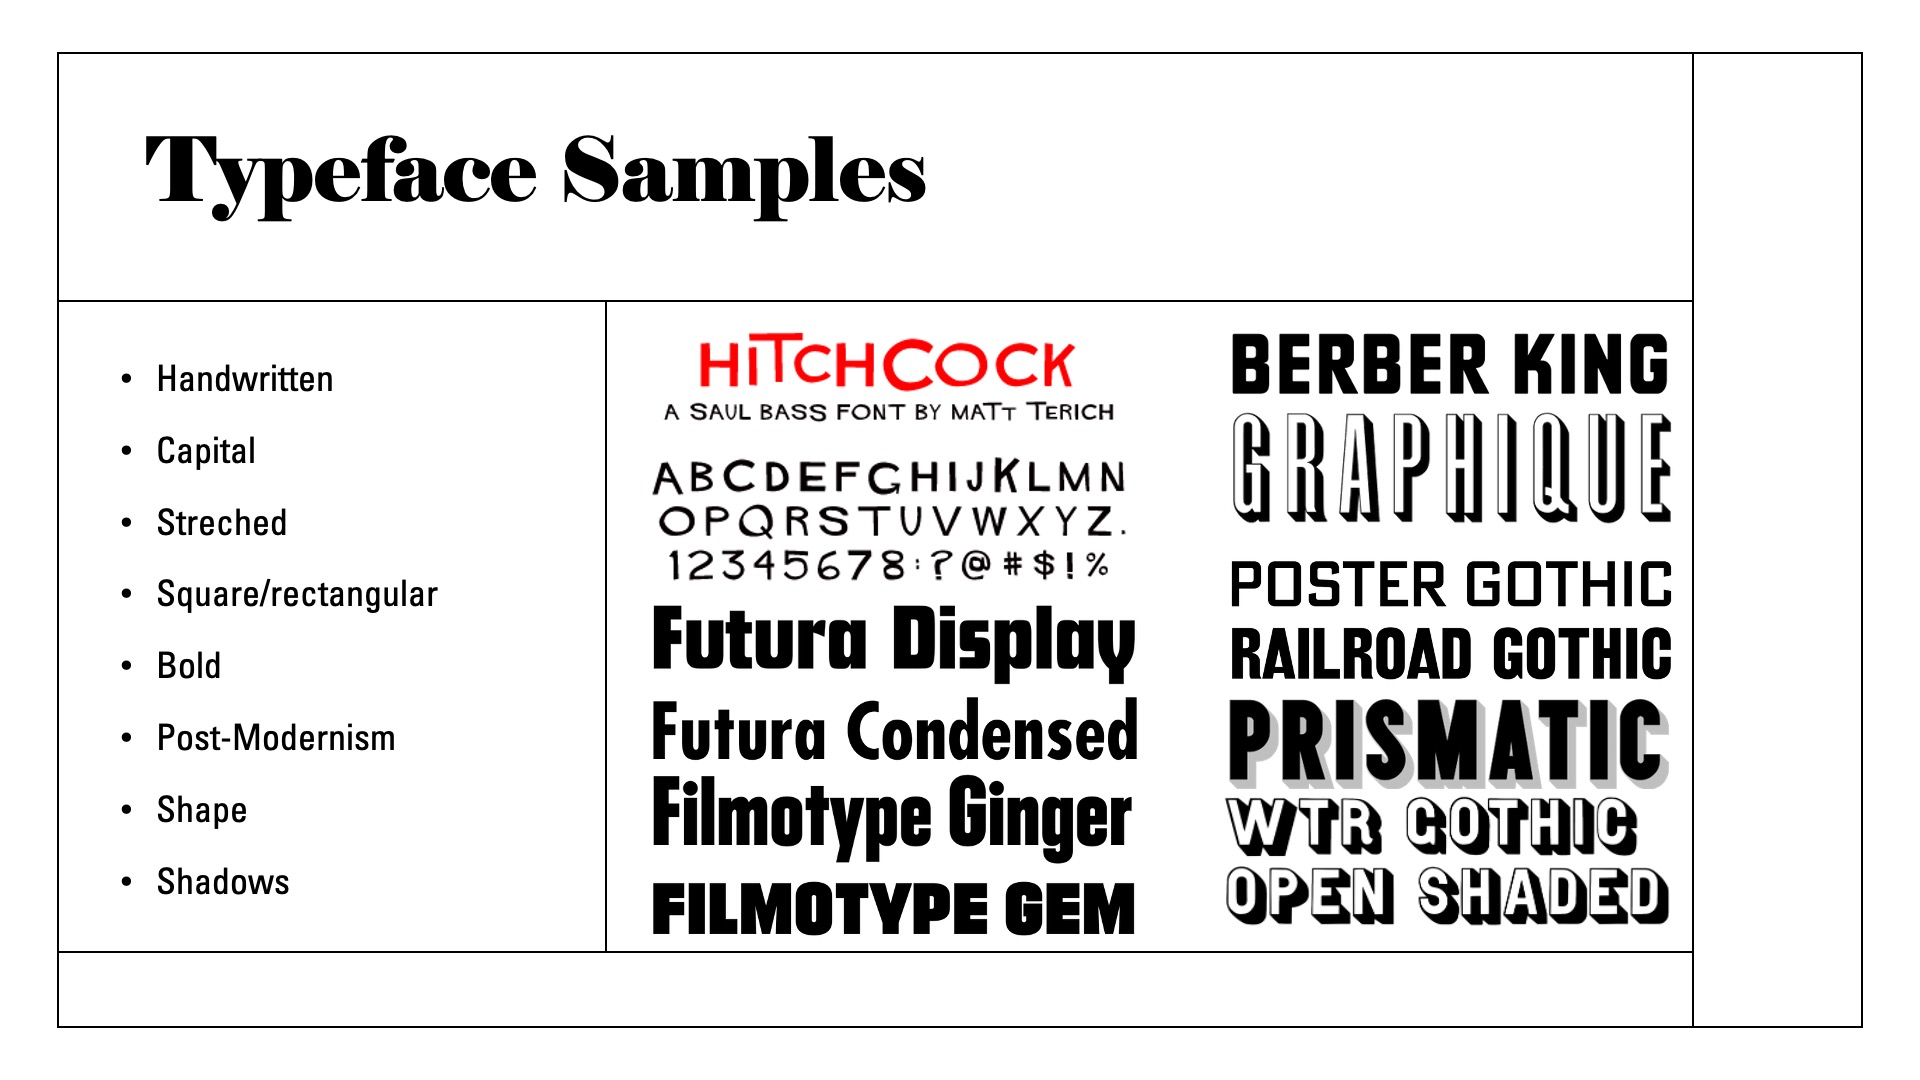 Typeface Samples
• Handwritten
• Capital
• Streched
• Square/rectangular
• Bold
• Post-Modernism
• Shape
• Shadows
HiTCHCOCK
A SAUL BASS FONT BY MATT TERICH
ABCDEFGHIJKLMN
OPQRSTUVWXYZ.
12345678:?@#$!%
Futura Display
Futura Condensed
Filmotype Ginger
FILMOTYPE GEM
BERBER KING
GRAPHIQUE
POSTER GOTHIC
RAILROAD GOTHIC
PRISMATIC
WTR GOTHIC
OPEN SHADED